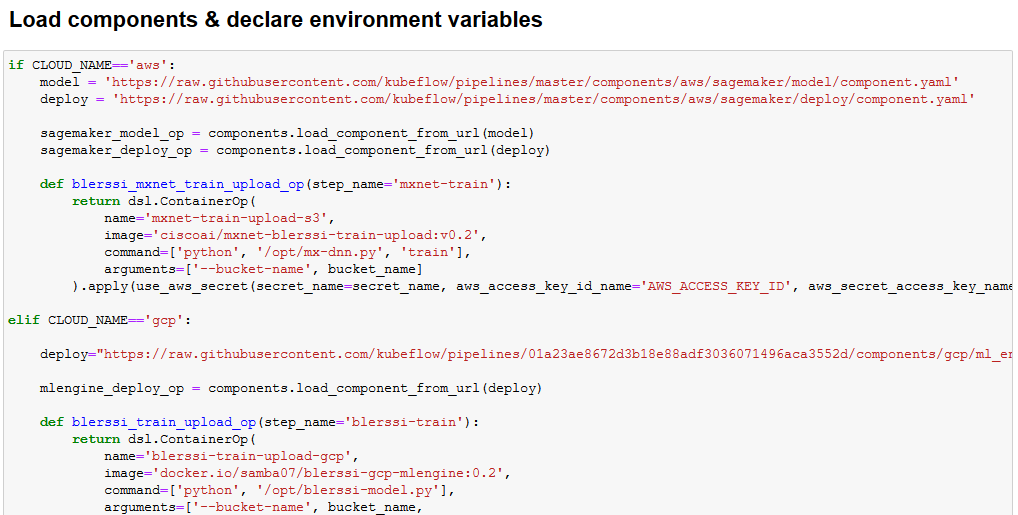 Load components & declare environment variables
if CLOUD_NAME=='aws':
    model = 'https://raw.githubusercontent.com/kubeflow/pipelines/master/components/aws/sagemaker/model/component.yaml'
    deploy = 'https://raw.githubusercontent.com/kubeflow/pipelines/master/components/aws/sagemaker/deploy/component.yaml'
    sagemaker_model_op = components.load_component_from_url(model)
    sagemaker_deploy_op = components.load_component_from_url(deploy)
    def blerssi_mxnet_train_upload_op(step_name='mxnet-train'):
        return dsl.ContainerOp(
            name='mxnet-train-upload-s3',
            image='ciscoai/mxnet-blerssi-train-upload:v0.2',
            command=['python', '/opt/mx-dnn.py', 'train'],
            arguments=['--bucket-name', bucket_name]
        ).apply(use_aws_secret(secret_name=secret_name, aws_access_key_id_name='AWS_ACCESS_KEY_ID', aws_secret_access_key_name
elif CLOUD_NAME=='gcp':
    deploy="https://raw.githubusercontent.com/kubeflow/pipelines/01a23ae8672d3b18e88adf3036071496aca3552d/components/gcp/ml_en
    mlengine_deploy_op = components.load_component_from_url(deploy)
    def blerssi_train_upload_op(step_name='blerssi-train'):
        return dsl.ContainerOp(
            name='blerssi-train-upload-gcp',
            image='docker.io/samba07/blerssi-gcp-mlengine:0.2',
            command=['python', '/opt/blerssi-model.py'],
            arguments=['--bucket-name', bucket_name,